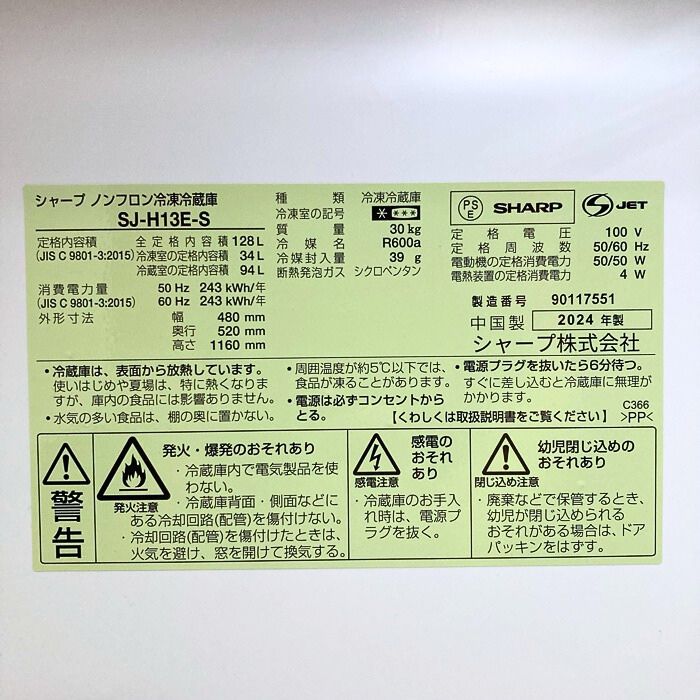 シャープ ノンフロン冷凍冷蔵庫
SJ-H13E-S
定格内容積 全定格内容積 128 L
(JIS C 9801-3:2015) 冷凍室の定格内容積 34 L
冷蔵室の定格内容積 94 L
消費電力量 50 Hz 243 kWh/年
(JIS C 9801-3:2015) 60 Hz 243 kWh/年
外形寸法 幅 480 mm
奥行 520 mm
高さ 1160 mm
種類 冷凍冷蔵庫
冷凍室の記号 ****
質量 30 kg
冷媒名 R600a
冷媒封入量 39 g
断熱発泡ガス シクロペンタン
PSE SHARP S JET
定格電圧 100 V
定格周波数 50/60 Hz
電動機の定格消費電力 50/50 W
電熱装置の定格消費電力 4 W
製造番号 90117551
中国製 2024 年製
シャープ株式会社
・冷蔵庫は、表面から放熱しています。
使いはじめや夏場は、特に熱くなりま
すが、庫内の食品には影響ありません。
・水気の多い食品は、棚の奥に置かない。
・周囲温度が約5℃以下では、
食品が凍ることがあります。
・電源は必ずコンセントから
とる。
・電源プラグを抜いたら6分待つ。
すぐに差し込むと冷蔵庫に無理が
かかります。
【くわしくは取扱説明書をご覧ください】
C366
>PP<
警告
発火注意
発火・爆発のおそれあり
・冷蔵庫内で電気製品を使
わない。
・冷蔵庫背面・側面などに
ある冷却回路(配管)を傷付けない。
・冷却回路(配管)を傷付けたときは、
火気を避け、窓を開けて換気する。
感電注意
感電の
おそれ
あり
・冷蔵庫のお手入
れ時は、電源プ
ラグを抜く。
閉じ込め注意
幼児閉じ込めの
おそれあり
・廃棄などで保管するとき、
幼児が閉じ込められる
おそれがある場合は、ドア
パッキンをはずす。